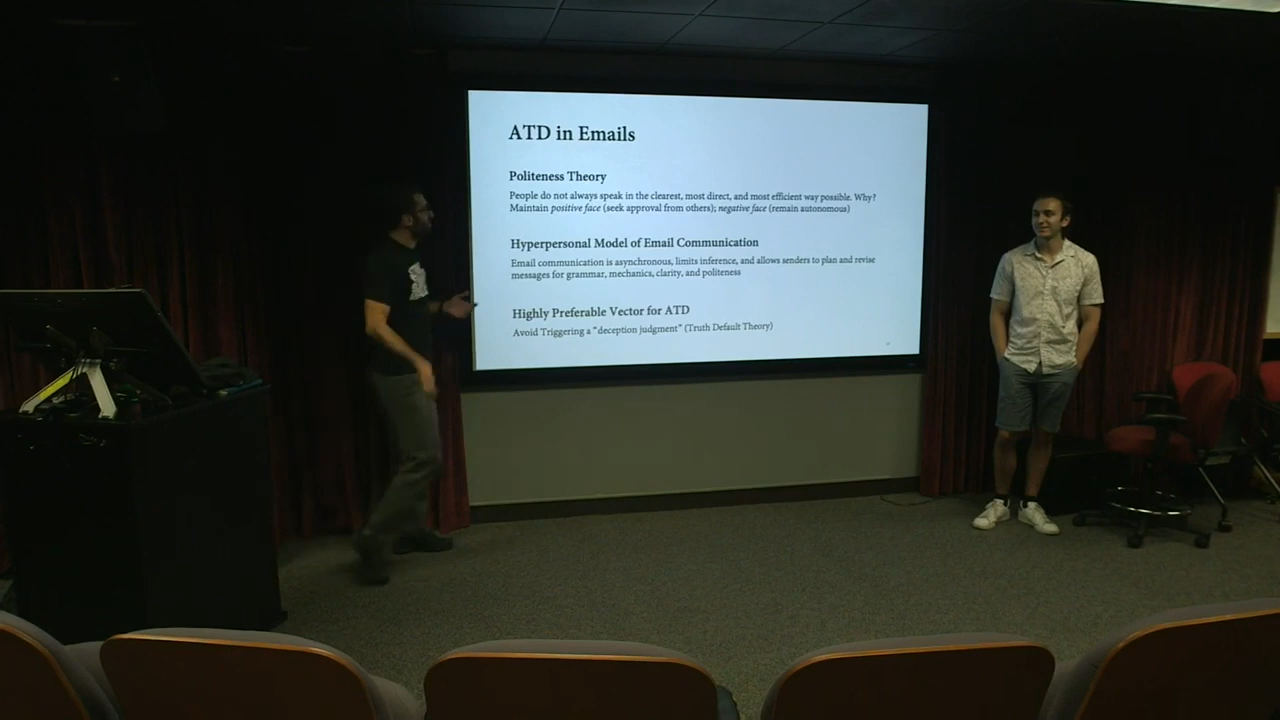 ATD in Emails
Politeness Theory
People do not always speak in the clearest, most direct, and most efficient way possible. Why?
Maintain positive face (seek approval from others); negative face (remain autonomous)
Hyperpersonal Model of Email Communication
Email communication is asynchronous, limits inference, and allows senders to plan and revise
messages for grammar, mechanics, clarity, and politeness
Highly Preferable Vector for ATD
Avoid Triggering a “deception judgment” (Truth Default Theory)